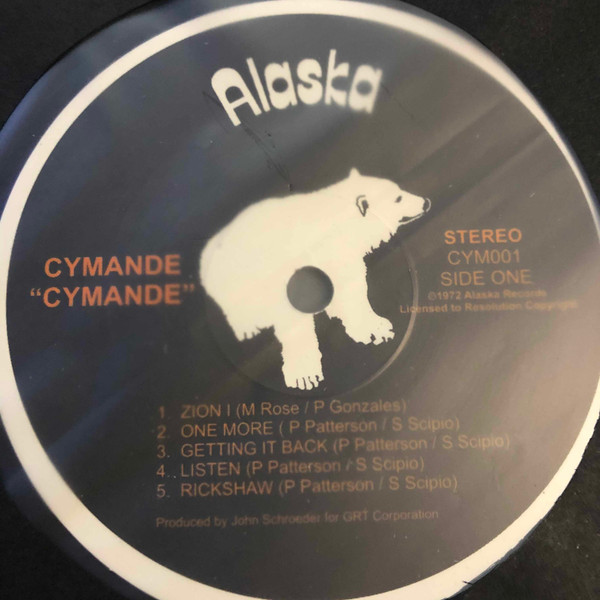 Alaska
CYMANDE
"CYMANDE"
STEREO
CYM001
SIDE ONE
©1972 Alaska Records
Licensed to Resolution Copyright
1. ZION I (M Rose / P Gonzales)
2. ONE MORE ( P Patterson / S Scipio)
3. GETTING IT BACK (P Patterson / S Scipio)
4. LISTEN (P Patterson / S Scipio)
5. RICKSHAW (P Patterson / S Scipio)
Produced by John Schroeder for GRT Corporation